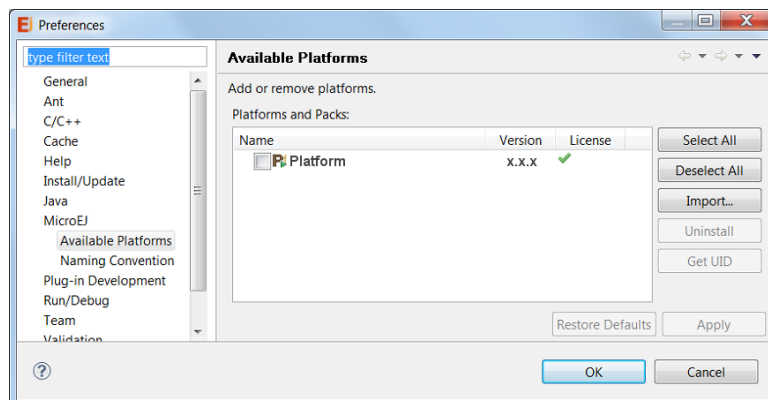 EJ Preferences
type filter text
General
Ant
C/C++
Cache
Help
Install/Update
Java
MicroEJ
Available Platforms
Naming Convention
Plug-in Development
Run/Debug
Team
Validation
Available Platforms
Add or remove platforms.
Platforms and Packs:
Name Version License
Platform x.x.x
Select All
Deselect All
Import...
Uninstall
Get UID
Restore Defaults Apply
? OK Cancel